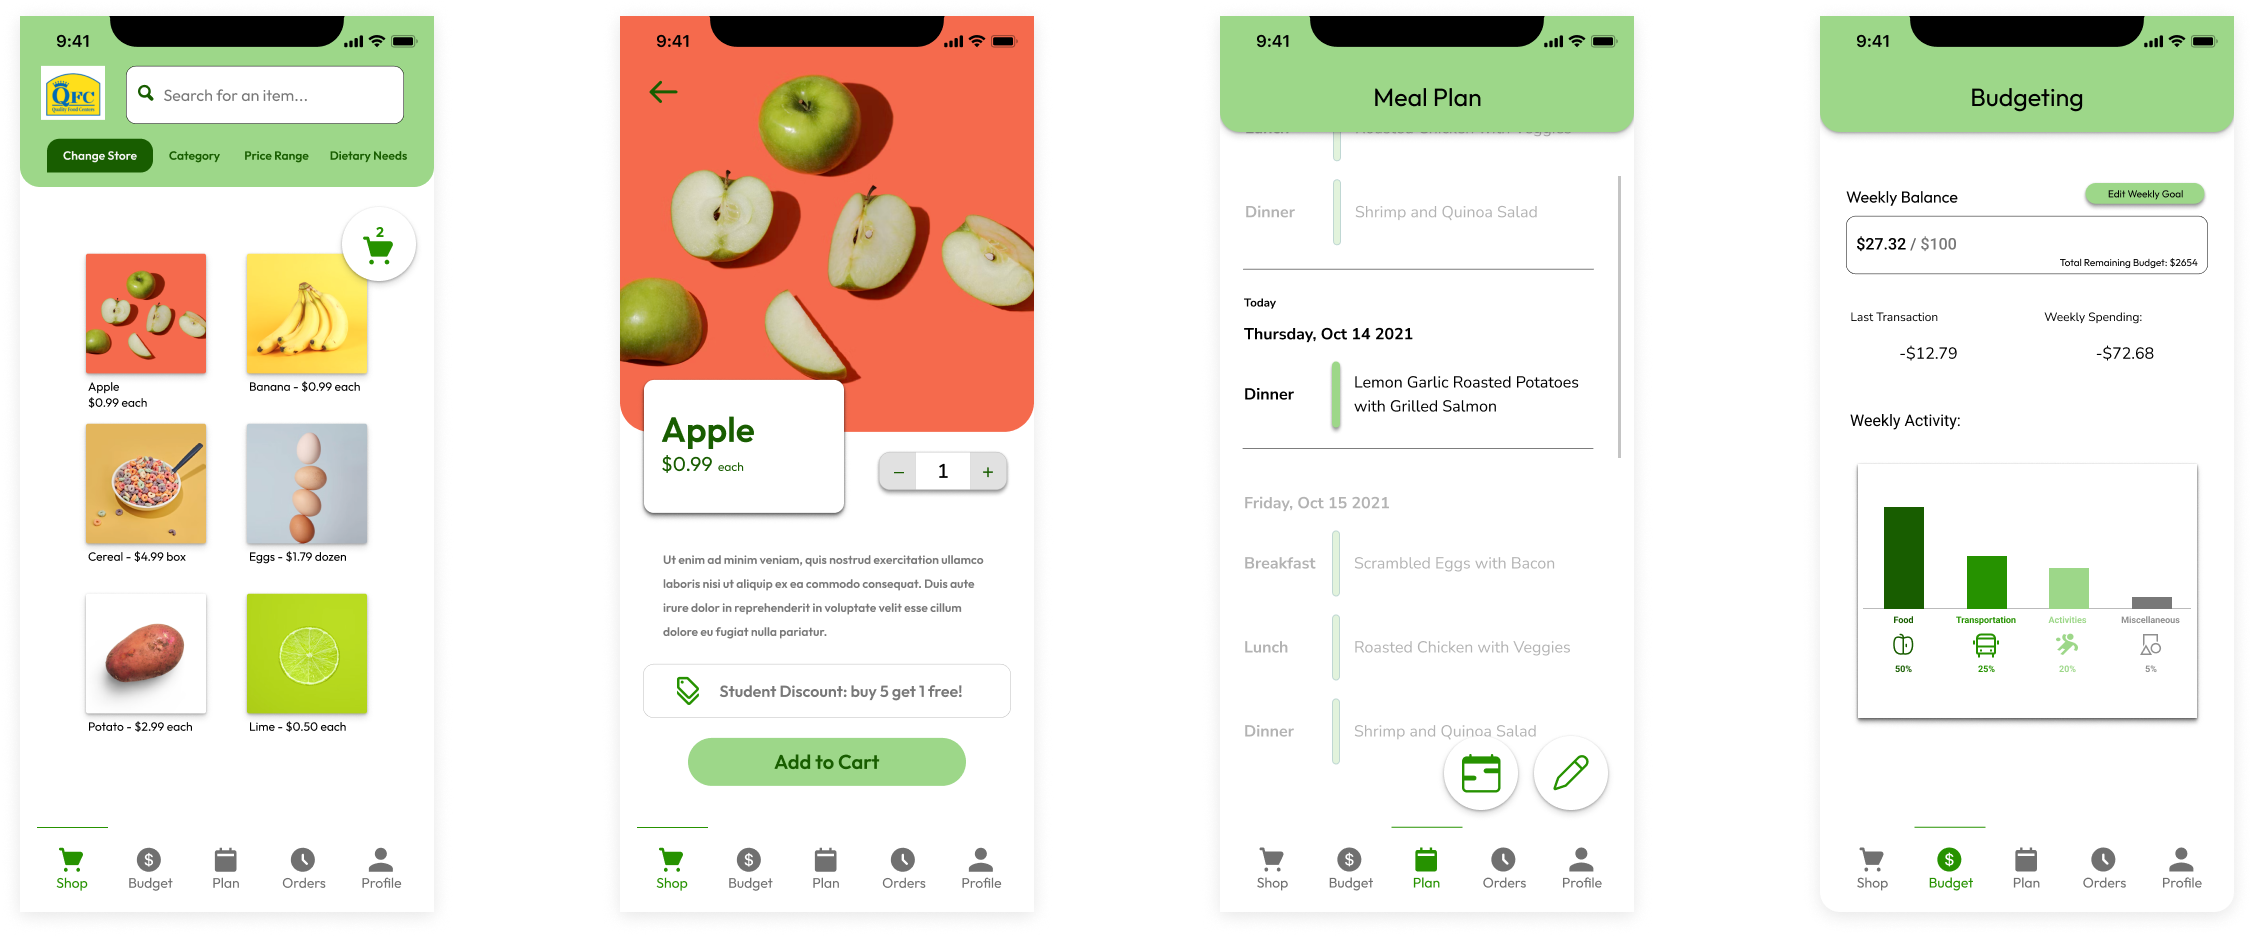 9:41
QFC
Quality Food Centers
Search for an item...
Change Store
Category
Price Range
Dietary Needs
2
Apple
$0.99 each
Banana - $0.99 each
Cereal - $4.99 box
Eggs - $1.79 dozen
Potato - $2.99 each
Lime - $0.50 each
Shop
Budget
Plan
Orders
Profile
9:41
Apple
$0.99 each
− 1 +
Ut enim ad minim veniam, quis nostrud exercitation ullamco
laboris nisi ut aliquip ex ea commodo consequat. Duis aute
irure dolor in reprehenderit in voluptate velit esse cillum
dolore eu fugiat nulla pariatur.
Student Discount: buy 5 get 1 free!
Add to Cart
Shop
Budget
Plan
Orders
Profile
9:41
Meal Plan
Lunch
Roasted Chicken with Veggies
Dinner
Shrimp and Quinoa Salad
Today
Thursday, Oct 14 2021
Dinner
Lemon Garlic Roasted Potatoes
with Grilled Salmon
Friday, Oct 15 2021
Breakfast
Scrambled Eggs with Bacon
Lunch
Roasted Chicken with Veggies
Dinner
Shrimp and Quinoa Salad
Shop
Budget
Plan
Orders
Profile
9:41
Budgeting
Weekly Balance
Edit Weekly Goal
$27.32 / $100
Total Remaining Budget: $2654
Last Transaction
Weekly Spending:
-$12.79
-$72.68
Weekly Activity:
Food
Transportation
Activities
Miscellaneous
50%
25%
20%
5%
Shop
$
Budget
Plan
Orders
Profile